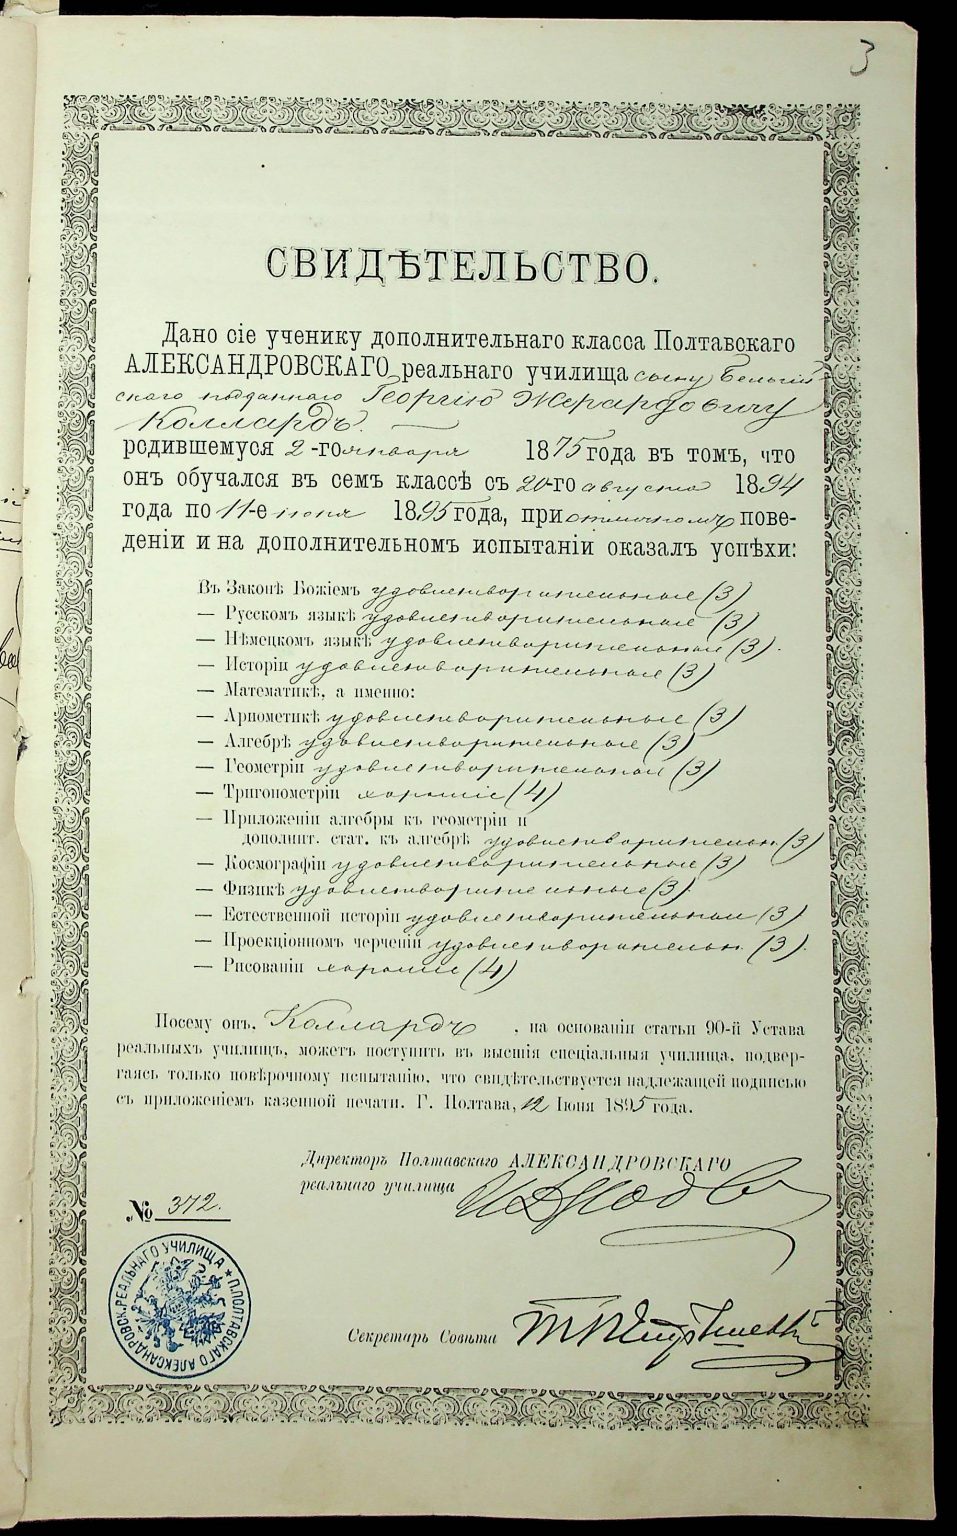 3
СВИДѢТЕЛЬСТВО.
Дано сіе ученику дополнительнаго класса Полтавскаго
АЛЕКСАНДРОВСКАГО реальнаго училища сыну Бельгій-
скаго подданнаго Георгію Жерардовичу
Коллардъ.
родившемуся 2-го января 1875 года въ томъ, что
онъ обучался въ семъ классѣ съ 20-го августа 1894
года по 11-е іюня 1895 года, при отличномъ пове-
деніи и на дополнительномъ испытаніи оказалъ успѣхи:
Въ Законѣ Божіемъ удовлетворительные (3)
— Русскомъ языкѣ удовлетворительные (3)
— Нѣмецкомъ языкѣ удовлетворительные (3).
— Исторіи удовлетворительные (3)
— Математикѣ, а именно:
— Ариѳметикѣ удовлетворительные (3)
— Алгебрѣ удовлетворительные (3)
— Геометріи удовлетворительные (3)
— Тригонометріи хорошіе (4)
— Приложеніи алгебры къ геометріи и
дополнит. стат. къ алгебрѣ удовлетворительн. (3)
— Космографіи удовлетворительные (3)
— Физикѣ удовлетворительные (3).
— Естественной исторіи удовлетворительные (3)
— Проекціонномъ черченіи удовлетворительн. (3).
— Рисованіи хорошіе (4)
Посему онъ, Коллардъ, на основаніи статьи 90-й Устава
реальныхъ училищъ, можетъ поступить въ высшія спеціальныя училища, подвер-
гаясь только повѣрочному испытанію, что свидѣтельствуется надлежащей подписью
съ приложеніемъ казенной печати. Г. Полтава, 12 Іюня 1895 года.
Директоръ Полтавскаго АЛЕКСАНДРОВСКАГО
реальнаго училища
№ 372.
П.ПОЛТАВСКАГО АЛЕКСАНДРОВСК.РЕАЛЬНАГО УЧИЛИЩА
Секретарь Совѣта